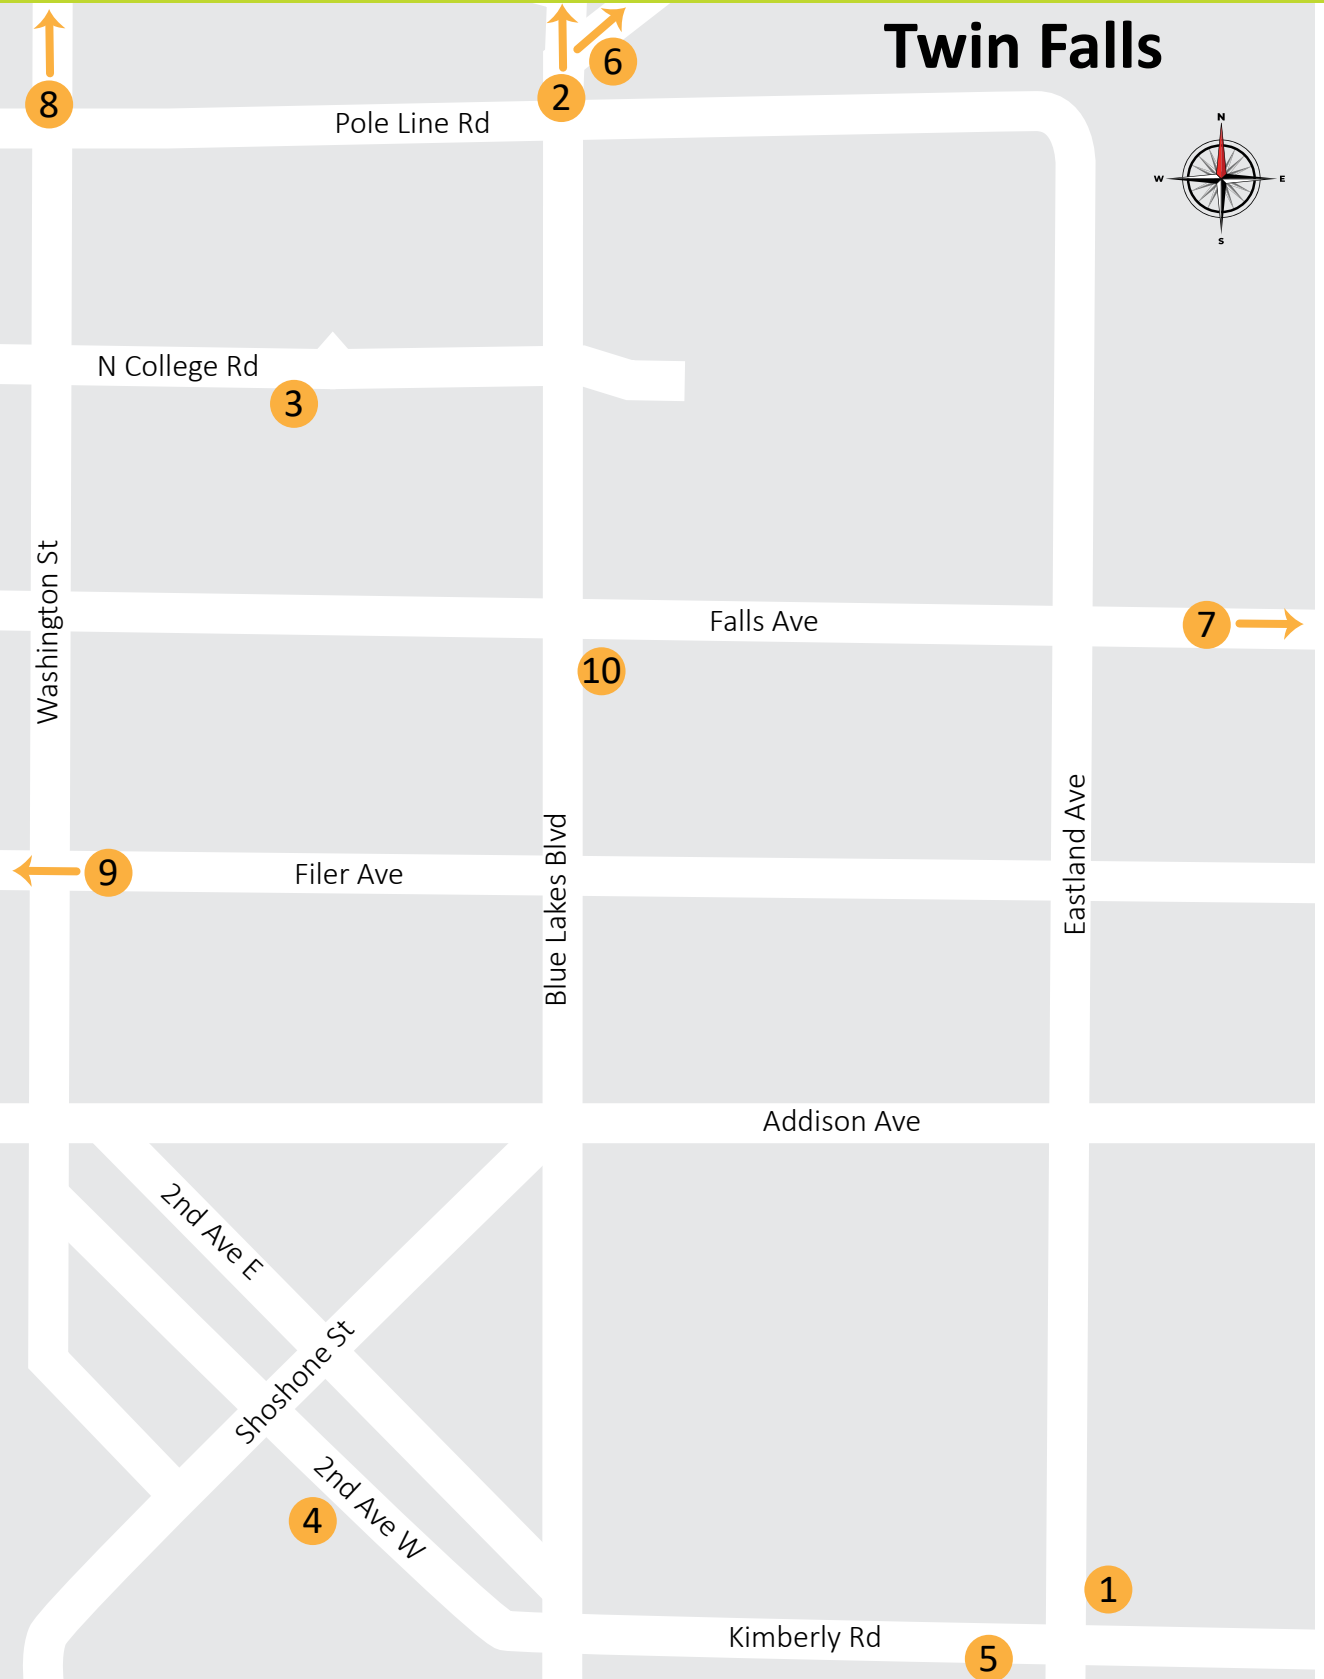 Twin Falls
6
2
8
Pole Line Rd
N
W
E
S
N College Rd
3
Washington St
Falls Ave
7
10
Blue Lakes Blvd
Eastland Ave
9
Filer Ave
Addison Ave
2nd Ave E
Shoshone St
2nd Ave W
4
1
Kimberly Rd
5